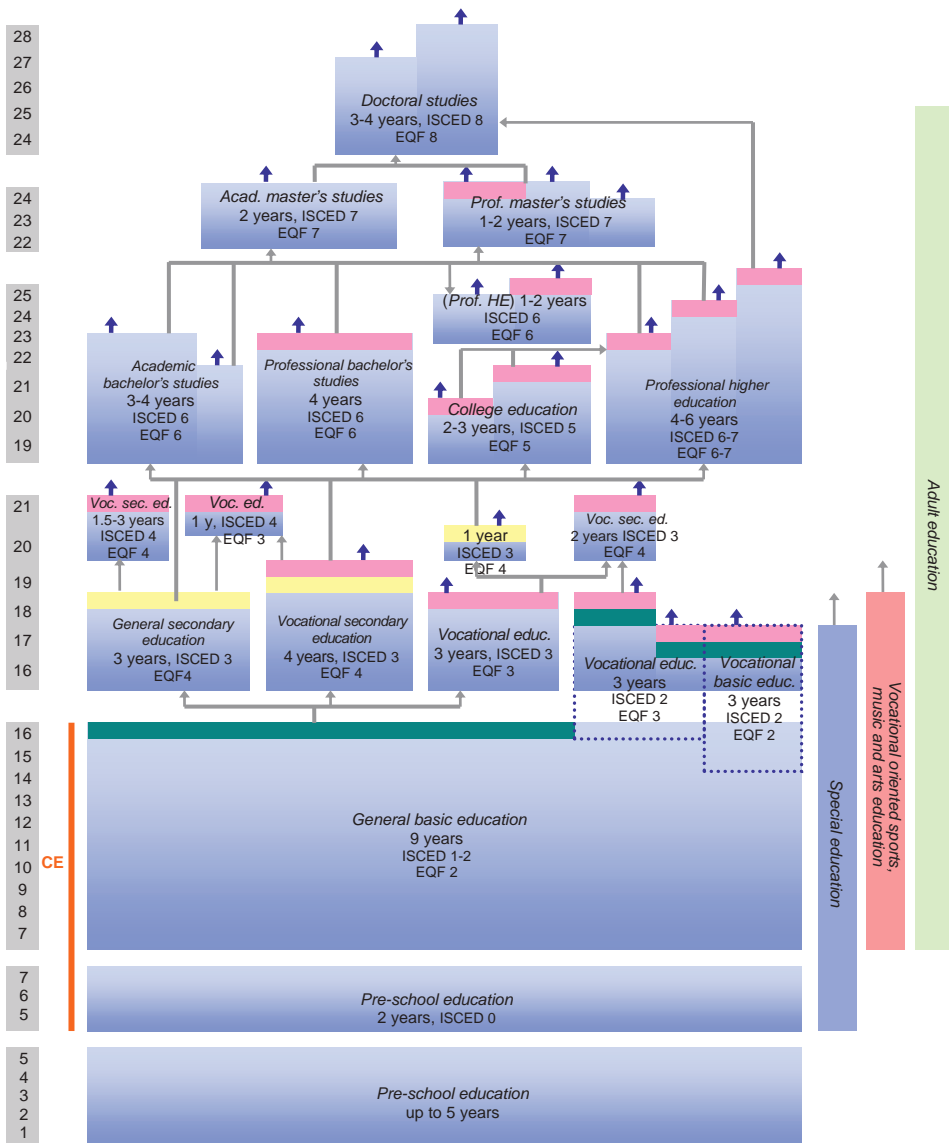 28
27
26
25
24
Doctoral studies
3-4 years, ISCED 8
EQF 8
24
23
22
Acad. master's studies
2 years, ISCED 7
EQF 7
Prof. master's studies
1-2 years, ISCED 7
EQF 7
25
24
23
22
21
20
19
(Prof. HE) 1-2 years
ISCED 6
EQF 6
Academic
bachelor's studies
3-4 years
ISCED 6
EQF 6
Professional bachelor's
studies
4 years
ISCED 6
EQF 6
College education
2-3 years, ISCED 5
EQF 5
Professional higher
education
4-6 years
ISCED 6-7
EQF 6-7
21
20
19
18
17
16
Voc. sec. ed.
1.5-3 years
ISCED 4
EQF 4
Voc. ed.
1 y, ISCED 4
EQF 3
1 year
ISCED 3
EQF 4
Voc. sec. ed.
2 years ISCED 3
EQF 4
General secondary
education
3 years, ISCED 3
EQF4
Vocational secondary
education
4 years, ISCED 3
EQF 4
Vocational educ.
3 years, ISCED 3
EQF 3
Vocational educ.
3 years
ISCED 2
EQF 3
Vocational
basic educ.
3 years
ISCED 2
EQF 2
16
15
14
13
12
11
10
9
8
7
CE
General basic education
9 years
ISCED 1-2
EQF 2
7
6
5
Pre-school education
2 years, ISCED 0
5
4
3
2
1
Pre-school education
up to 5 years
Special education
Vocational oriented sports,
music and arts education
Adult education